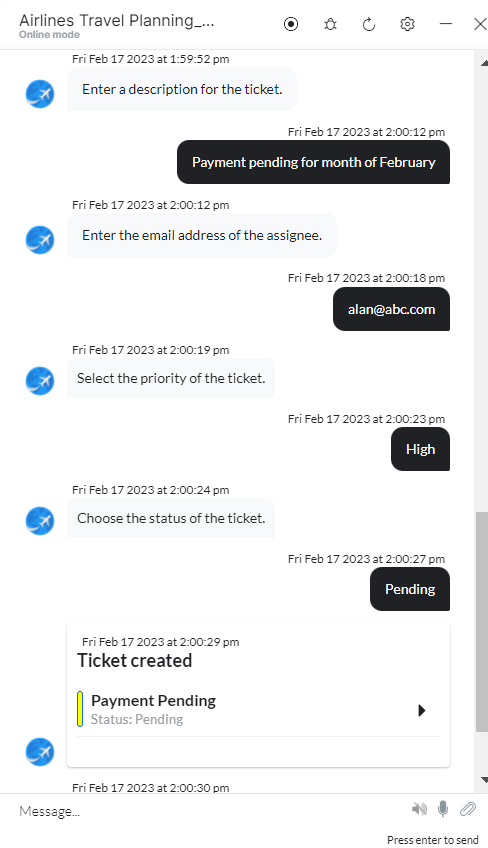 Airlines Travel Planning_...
Online mode
Fri Feb 17 2023 at 1:59:52 pm
Enter a description for the ticket.
Fri Feb 17 2023 at 2:00:12 pm
Payment pending for month of February
Fri Feb 17 2023 at 2:00:12 pm
Enter the email address of the assignee.
Fri Feb 17 2023 at 2:00:18 pm
alan@abc.com
Fri Feb 17 2023 at 2:00:19 pm
Select the priority of the ticket.
Fri Feb 17 2023 at 2:00:23 pm
High
Fri Feb 17 2023 at 2:00:24 pm
Choose the status of the ticket.
Fri Feb 17 2023 at 2:00:27 pm
Pending
Fri Feb 17 2023 at 2:00:29 pm
Ticket created
Payment Pending
Status: Pending
Fri Feb 17 2023 at 2:00:30 pm
Message...
Press enter to send